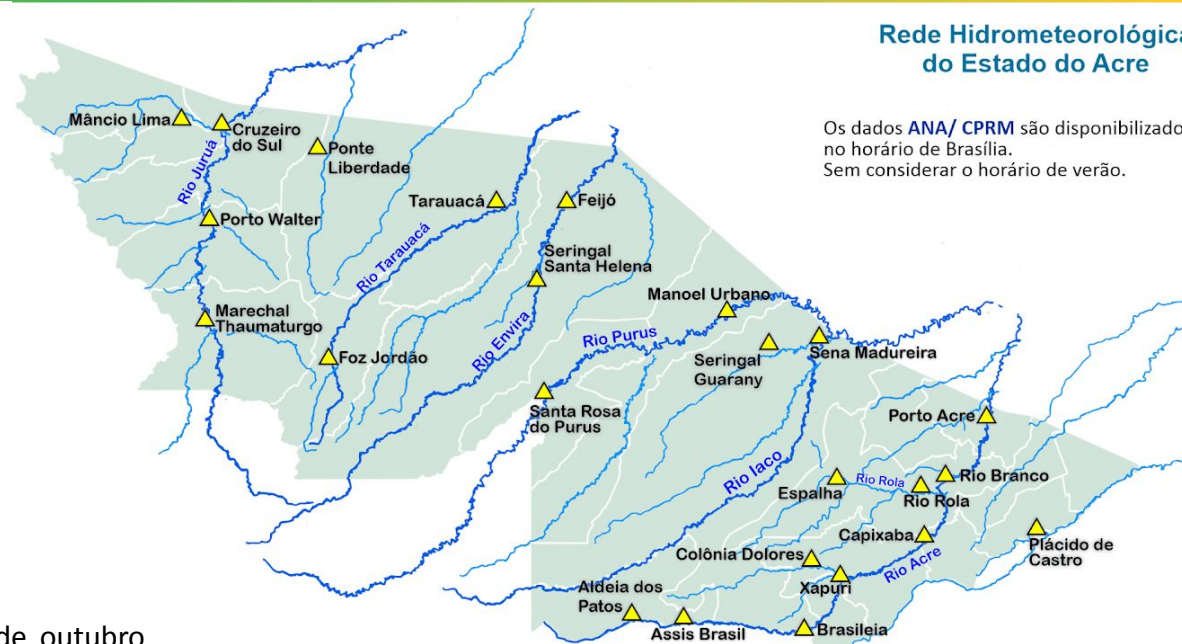 Rede Hidrometeorológica
do Estado do Acre
Os dados ANA/ CPRM são disponibilizado
no horário de Brasília.
Sem considerar o horário de verão.
Mâncio Lima
Cruzeiro
do Sul
Ponte
Liberdade
Rio Juruá
Porto Walter
Tarauacá
Feijó
Rio Tarauacá
Seringal
Santa Helena
Marechal
Thaumaturgo
Foz Jordão
Rio Envira
Manoel Urbano
Rio Purus
Seringal
Guarany
Sena Madureira
Santa Rosa
do Purus
Porto Acre
Rio Iaco
Espalha
Rio Rola
Rio Rola
Rio Branco
Capixaba
Plácido de
Castro
Colônia Dolores
Rio Acre
Xapuri
Aldeia dos
Patos
Assis Brasil
Brasileia
de outubro